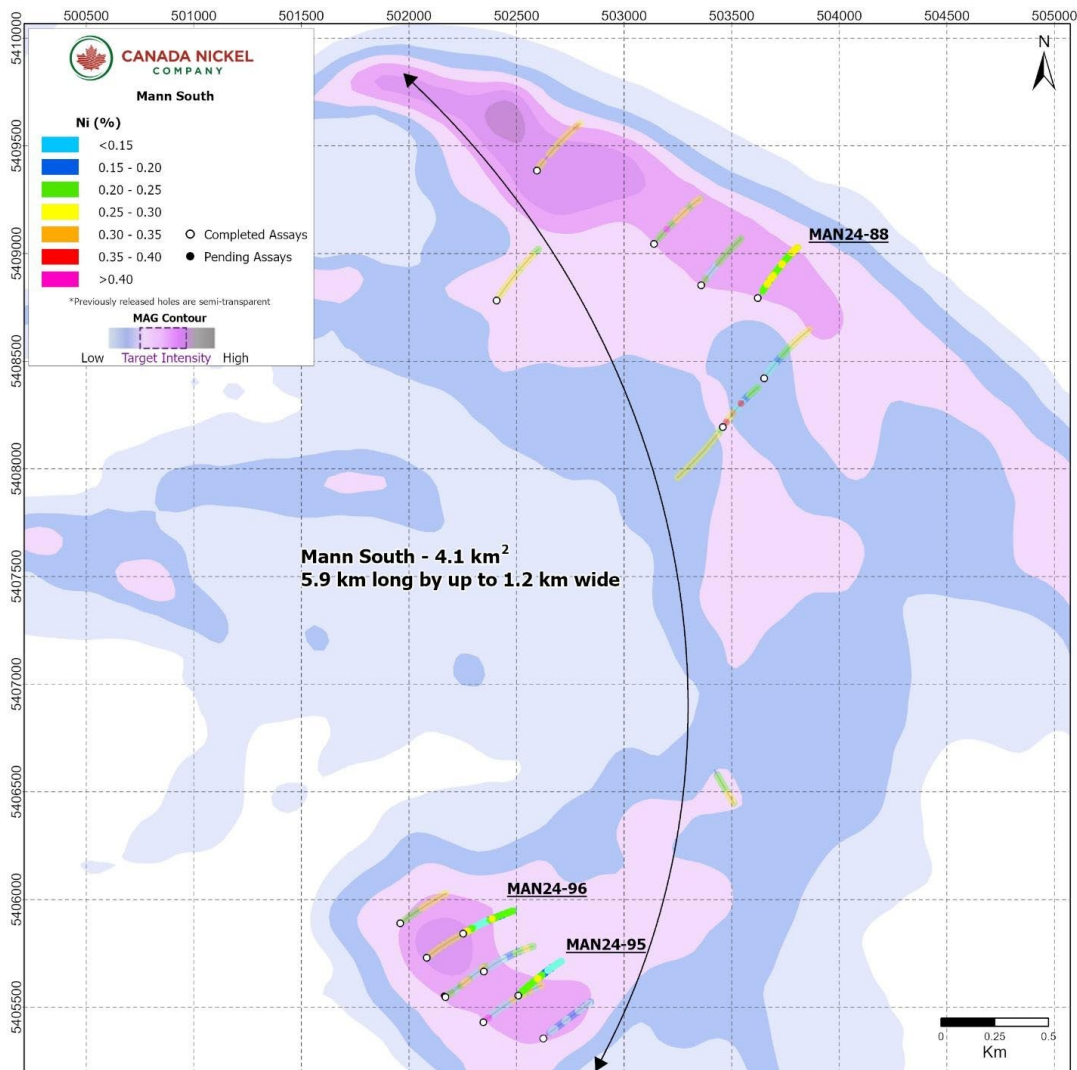 500500 501000 501500 502000 502500 503000 503500 504000 504500 505000
5410000
5409500
5409000
5408500
5408000
5407500
5407000
5406500
5406000
5405500
CANADA NICKEL
COMPANY
Mann South
Ni (%)
<0.15
0.15 - 0.20
0.20 - 0.25
0.25 - 0.30
0.30 - 0.35
0.35 - 0.40
>0.40
Completed Assays
Pending Assays
*Previously released holes are semi-transparent
MAG Contour
Low Target Intensity High
N
MAN24-88
Mann South - 4.1 km²
5.9 km long by up to 1.2 km wide
MAN24-96
MAN24-95
0 0.25 0.5
Km